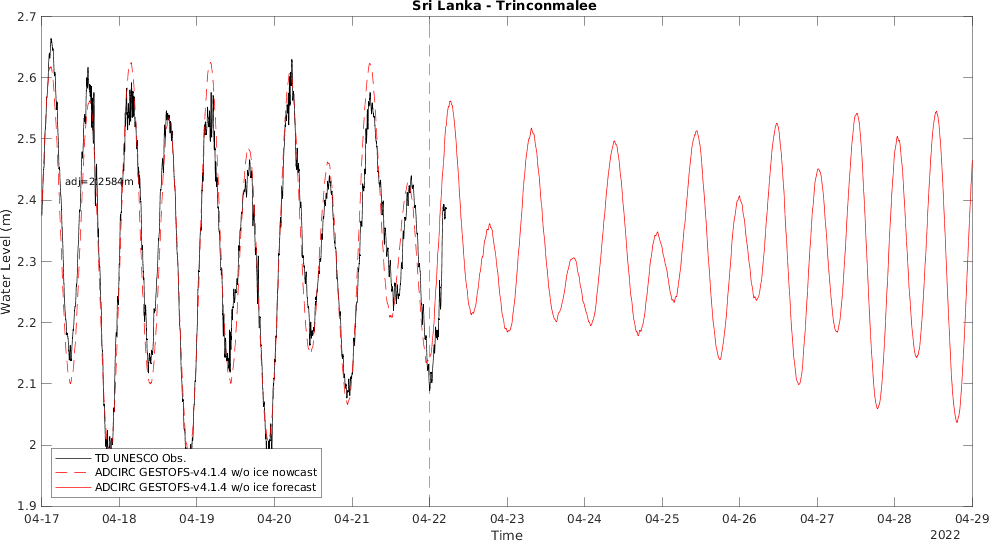 Sri Lanka - Trinconmalee
2.7
2.6
2.5
adj=2.2584m
2.4
Water Level (m)
2.3
2.2
2.1
2
TD UNESCO Obs.
ADCIRC GESTOFS-v4.1.4 w/o ice nowcast
ADCIRC GESTOFS-v4.1.4 w/o ice forecast
1.9
04-17 04-18 04-19 04-20 04-21 04-22 04-23 04-24 04-25 04-26 04-27 04-28 04-29
Time
2022